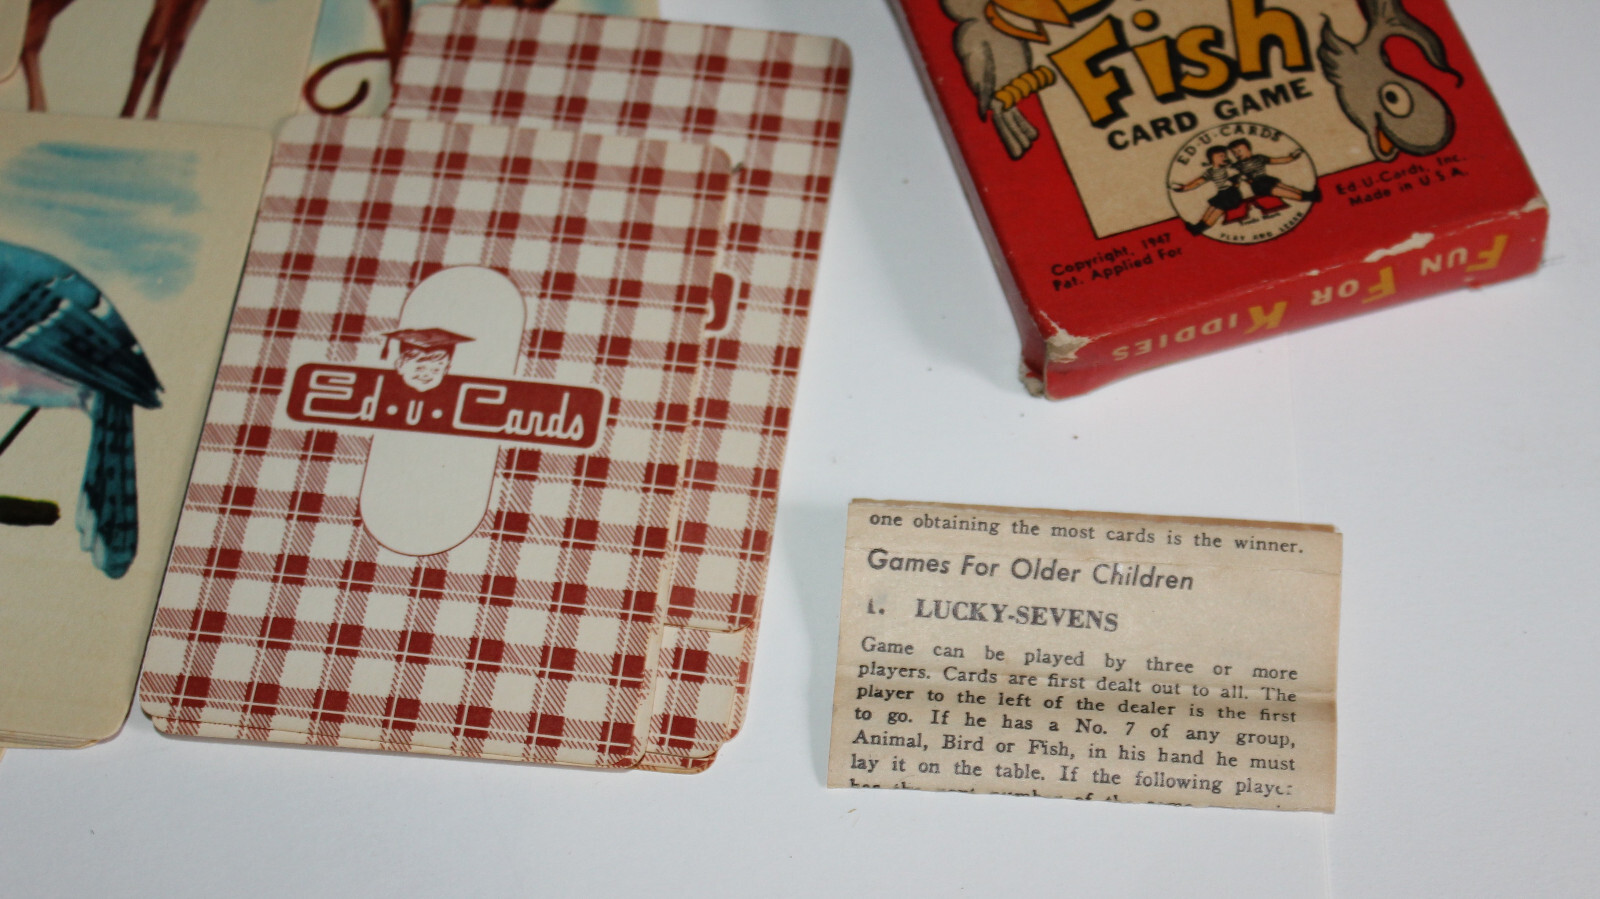 Fish
CARD GAME
ED-U-CARDS
PLAY AND LEARN
Ed-U-Cards, Inc.
Made in U.S.A.
Copyright, 1947
Pat. Applied For
FUN FOR KIDDIES
Ed·u·Cards
one obtaining the most cards is the winner.
Games For Older Children
1. LUCKY-SEVENS
Game can be played by three or more
players. Cards are first dealt out to all. The
player to the left of the dealer is the first
to go. If he has a No. 7 of any group,
Animal, Bird or Fish, in his hand he must
lay it on the table. If the following player